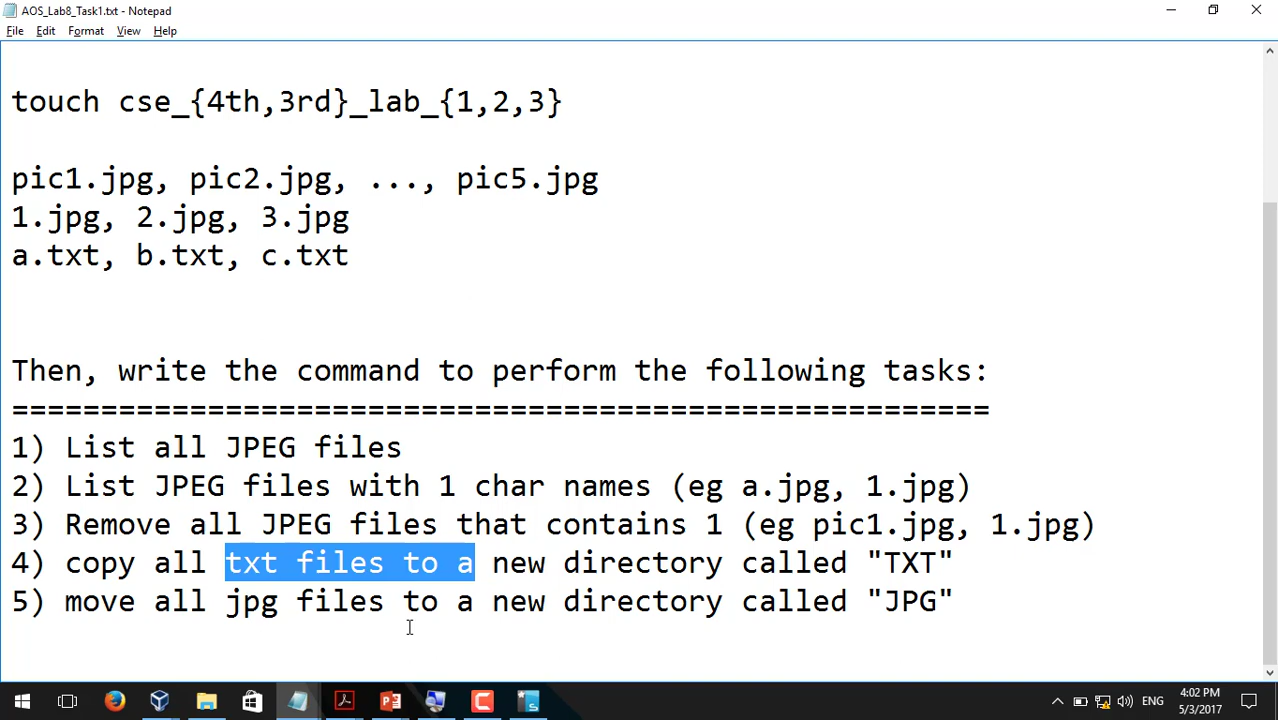 AOS_Lab8_Task1.txt - Notepad
File Edit Format View Help
touch cse_{4th,3rd}_lab_{1,2,3}
pic1.jpg, pic2.jpg, ..., pic5.jpg
1.jpg, 2.jpg, 3.jpg
a.txt, b.txt, c.txt
Then, write the command to perform the following tasks:
=======================================================
1) List all JPEG files
2) List JPEG files with 1 char names (eg a.jpg, 1.jpg)
3) Remove all JPEG files that contains 1 (eg pic1.jpg, 1.jpg)
4) copy all txt files to a new directory called "TXT"
5) move all jpg files to a new directory called "JPG"
ENG
4:02 PM
5/3/2017